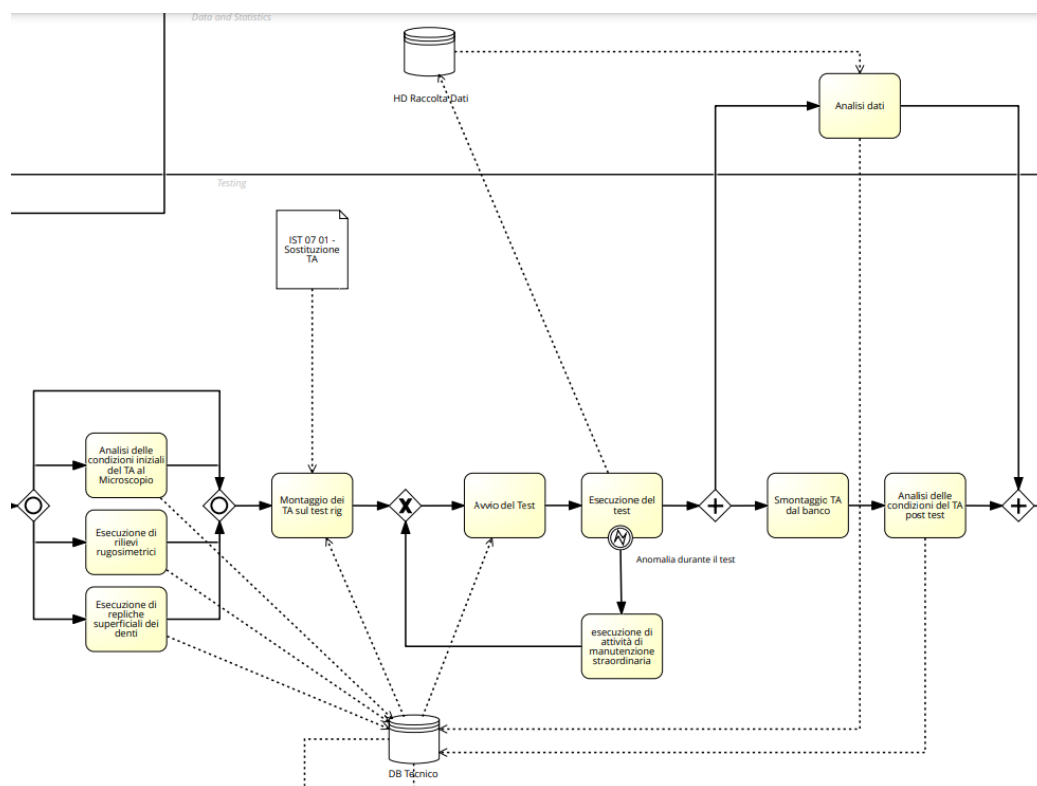 Data and Statistics
HD Raccolta Dati
Analisi dati
Testing
IST 07 01 -
Sostituzione
TA
Analisi delle
condizioni iniziali
del TA al
Microscopio
Esecuzione di
rilievi
rugosimetrici
Esecuzione di
repliche
superficiali dei
denti
Montaggio dei
TA sul test rig
X
Avvio del Test
Esecuzione del
test
Anomalia durante il test
esecuzione di
attività di
manutenzione
straordinaria
Smontaggio TA
dal banco
Analisi delle
condizioni del TA
post test
DB Tecnico